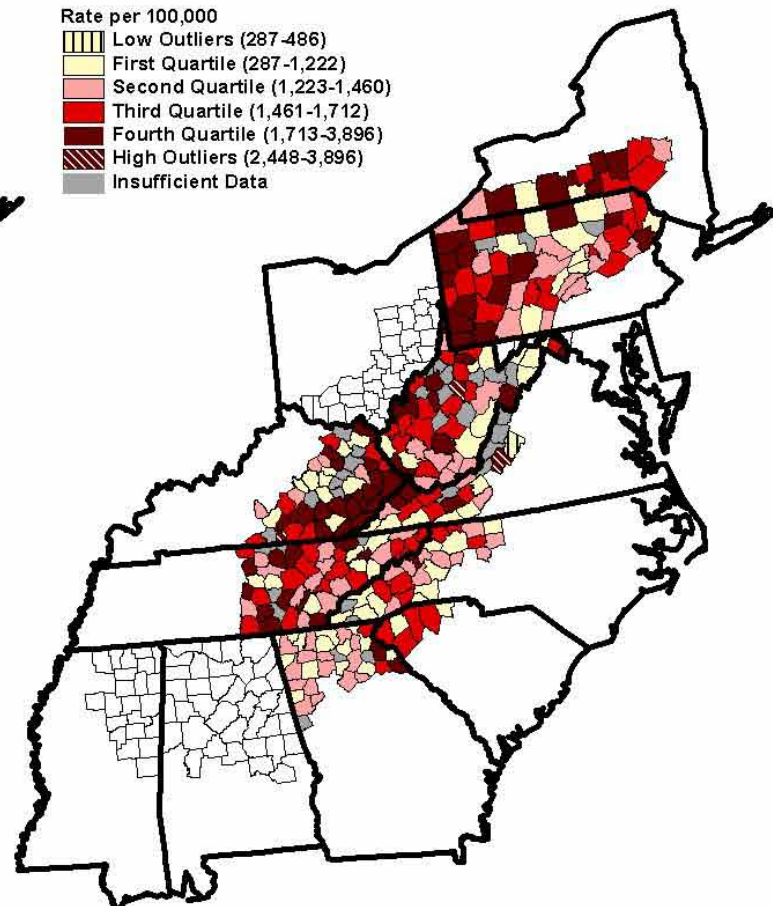 Rate per 100,000
Low Outliers (287-486)
First Quartile (287-1,222)
Second Quartile (1,223-1,460)
Third Quartile (1,461-1,712)
Fourth Quartile (1,713-3,896)
High Outliers (2,448-3,896)
Insufficient Data